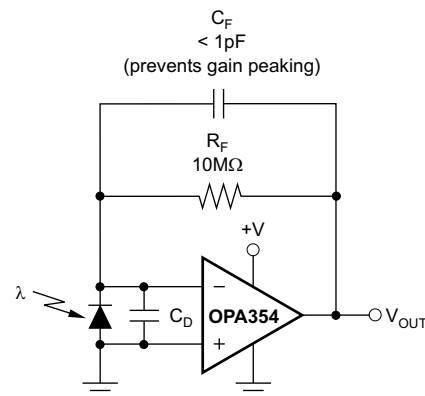 C_F
< 1pF
(prevents gain peaking)
R_F
10MΩ
+V
λ
C_D
−
OPA354
+
V_OUT